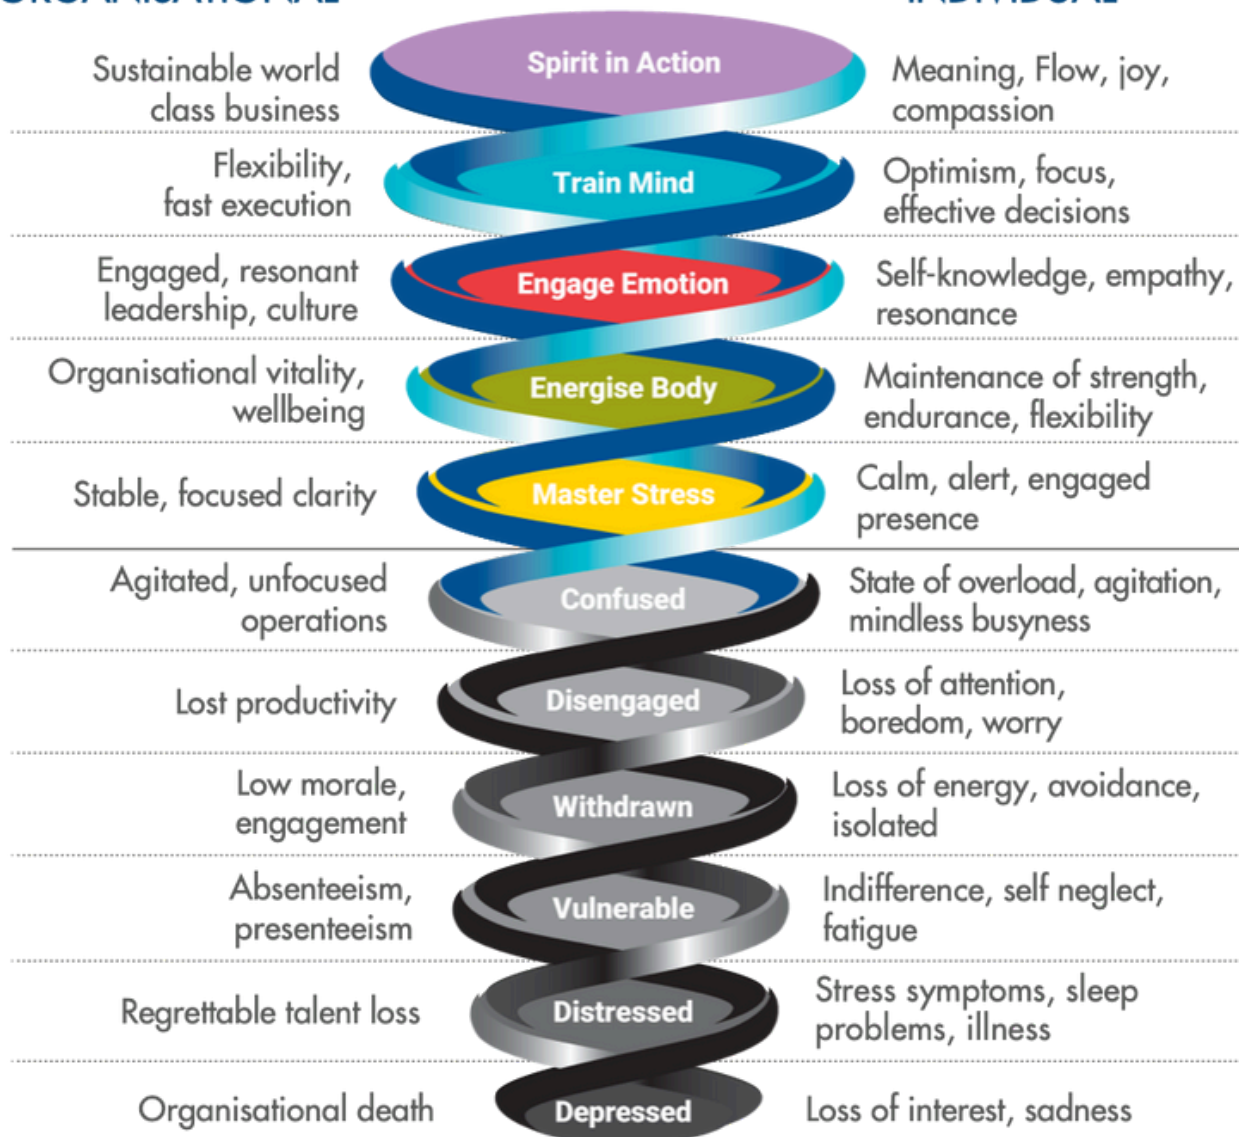 ORGANISATIONAL
INDIVIDUAL
Sustainable world
class business
Spirit in Action
Meaning, Flow, joy,
compassion
Flexibility,
fast execution
Train Mind
Optimism, focus,
effective decisions
Engaged, resonant
leadership, culture
Engage Emotion
Self-knowledge, empathy,
resonance
Organisational vitality,
wellbeing
Energise Body
Maintenance of strength,
endurance, flexibility
Stable, focused clarity
Master Stress
Calm, alert, engaged
presence
Agitated, unfocused
operations
Confused
State of overload, agitation,
mindless busyness
Lost productivity
Disengaged
Loss of attention,
boredom, worry
Low morale,
engagement
Withdrawn
Loss of energy, avoidance,
isolated
Absenteeism,
presenteeism
Vulnerable
Indifference, self neglect,
fatigue
Regrettable talent loss
Distressed
Stress symptoms, sleep
problems, illness
Organisational death
Depressed
Loss of interest, sadness